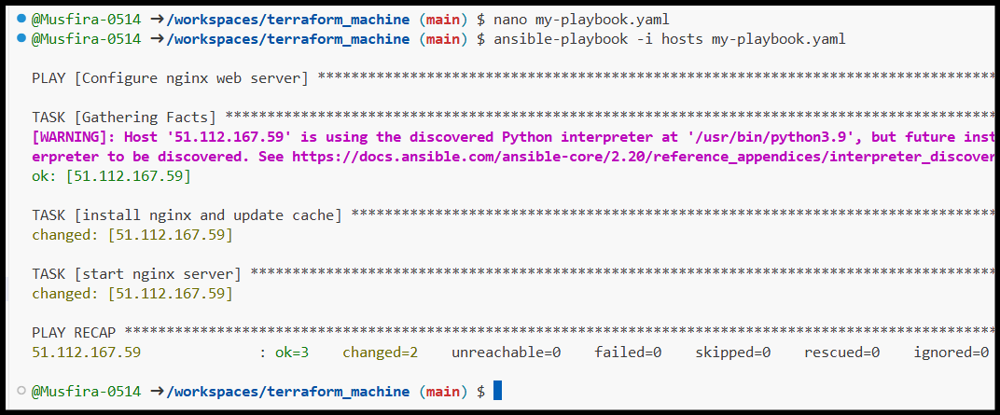 @Musfira-0514 ➜/workspaces/terraform_machine (main) $ nano my-playbook.yaml
@Musfira-0514 ➜/workspaces/terraform_machine (main) $ ansible-playbook -i hosts my-playbook.yaml
PLAY [Configure nginx web server] *********************************************************************************
TASK [Gathering Facts] ********************************************************************************************
[WARNING]: Host '51.112.167.59' is using the discovered Python interpreter at '/usr/bin/python3.9', but future inst
erpreter to be discovered. See https://docs.ansible.com/ansible-core/2.20/reference_appendices/interpreter_discover
ok: [51.112.167.59]
TASK [install nginx and update cache] *****************************************************************************
changed: [51.112.167.59]
TASK [start nginx server] *****************************************************************************************
changed: [51.112.167.59]
PLAY RECAP ********************************************************************************************************
51.112.167.59              : ok=3    changed=2    unreachable=0    failed=0    skipped=0    rescued=0    ignored=0
@Musfira-0514 ➜/workspaces/terraform_machine (main) $